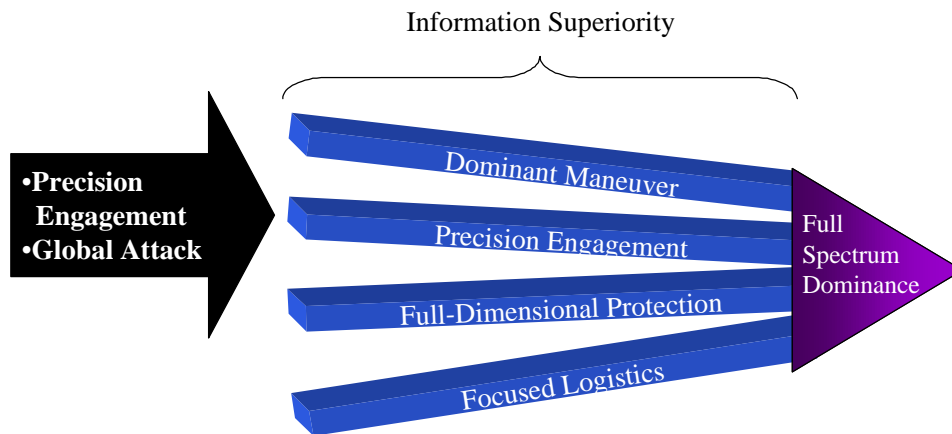 Information Superiority
•Precision
Engagement
•Global Attack
Dominant Maneuver
Precision Engagement
Full-Dimensional Protection
Focused Logistics
Full
Spectrum
Dominance